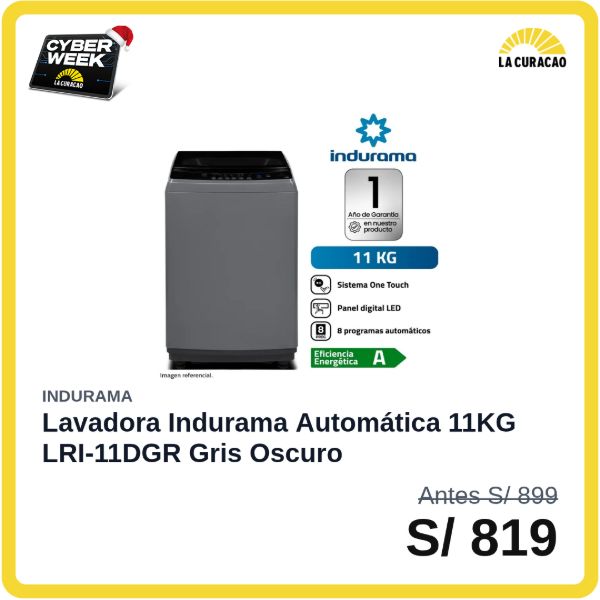 CYBER
WEEK
LA CURACAO
LA CURACAO
indurama
1
Año de Garantía
en nuestro
producto
11 KG
Sistema One Touch
Panel digital LED
8
8 programas automáticos
Eficiencia
Energética
A
Imagen referencial.
INDURAMA
Lavadora Indurama Automática 11KG
LRI-11DGR Gris Oscuro
Antes S/ 899
S/ 819